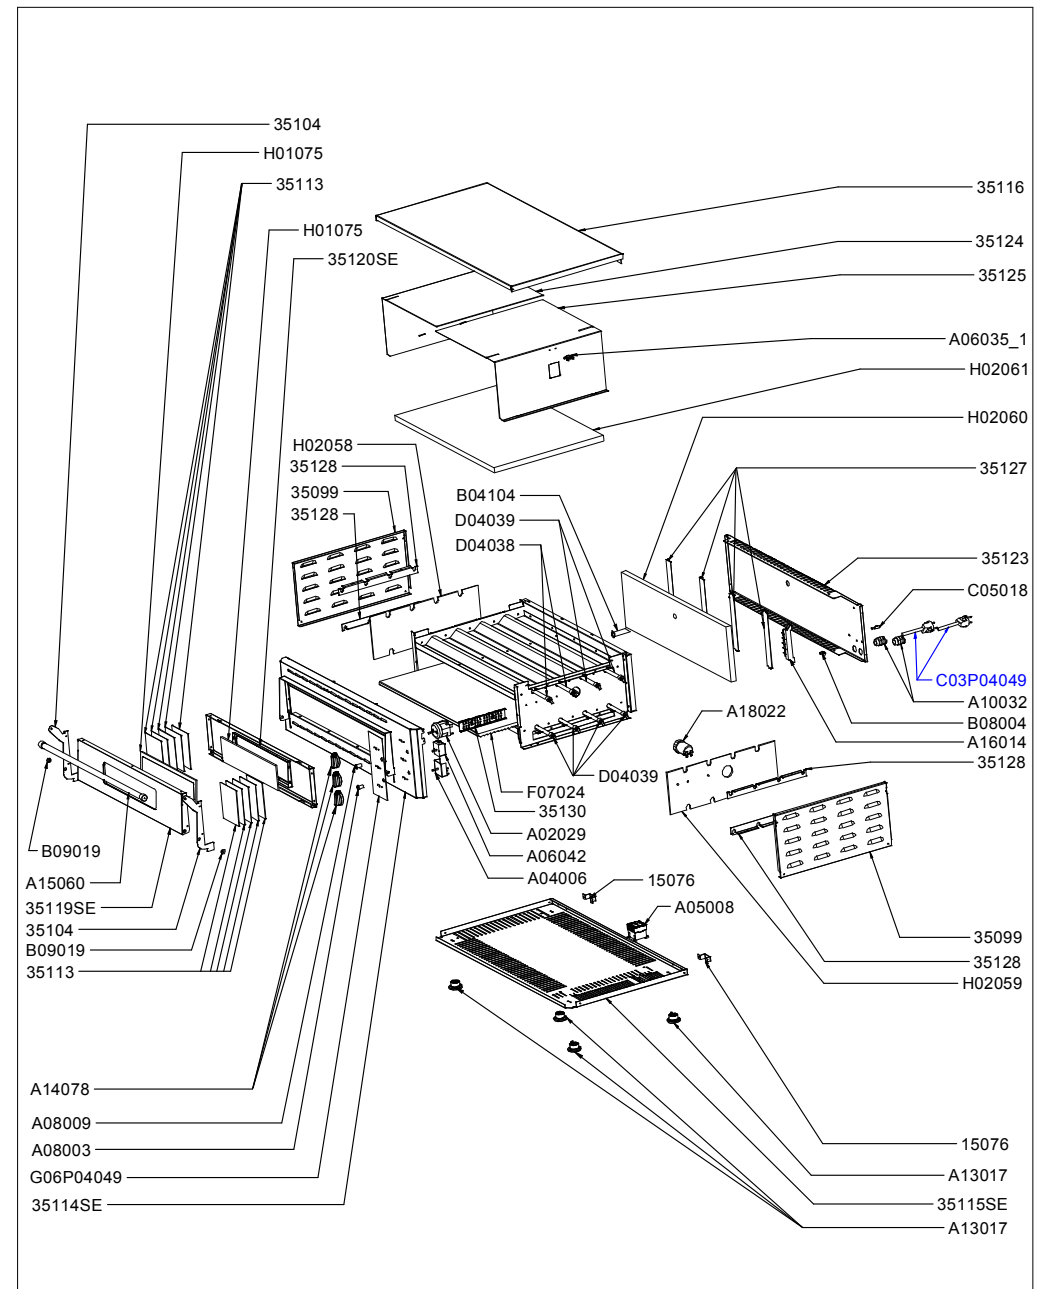 35104
H01075
35113
H01075
35120SE
35116
35124
35125
A06035_1
H02061
H02060
H02058
35128
35099
35128
B04104
D04039
D04038
35127
35123
C05018
C03P04049
A10032
B08004
A16014
35128
A18022
D04039
F07024
35130
A02029
A06042
A04006
15076
A05008
B09019
A15060
35119SE
35104
B09019
35113
35099
35128
H02059
A14078
A08009
A08003
G06P04049
35114SE
15076
A13017
35115SE
A13017